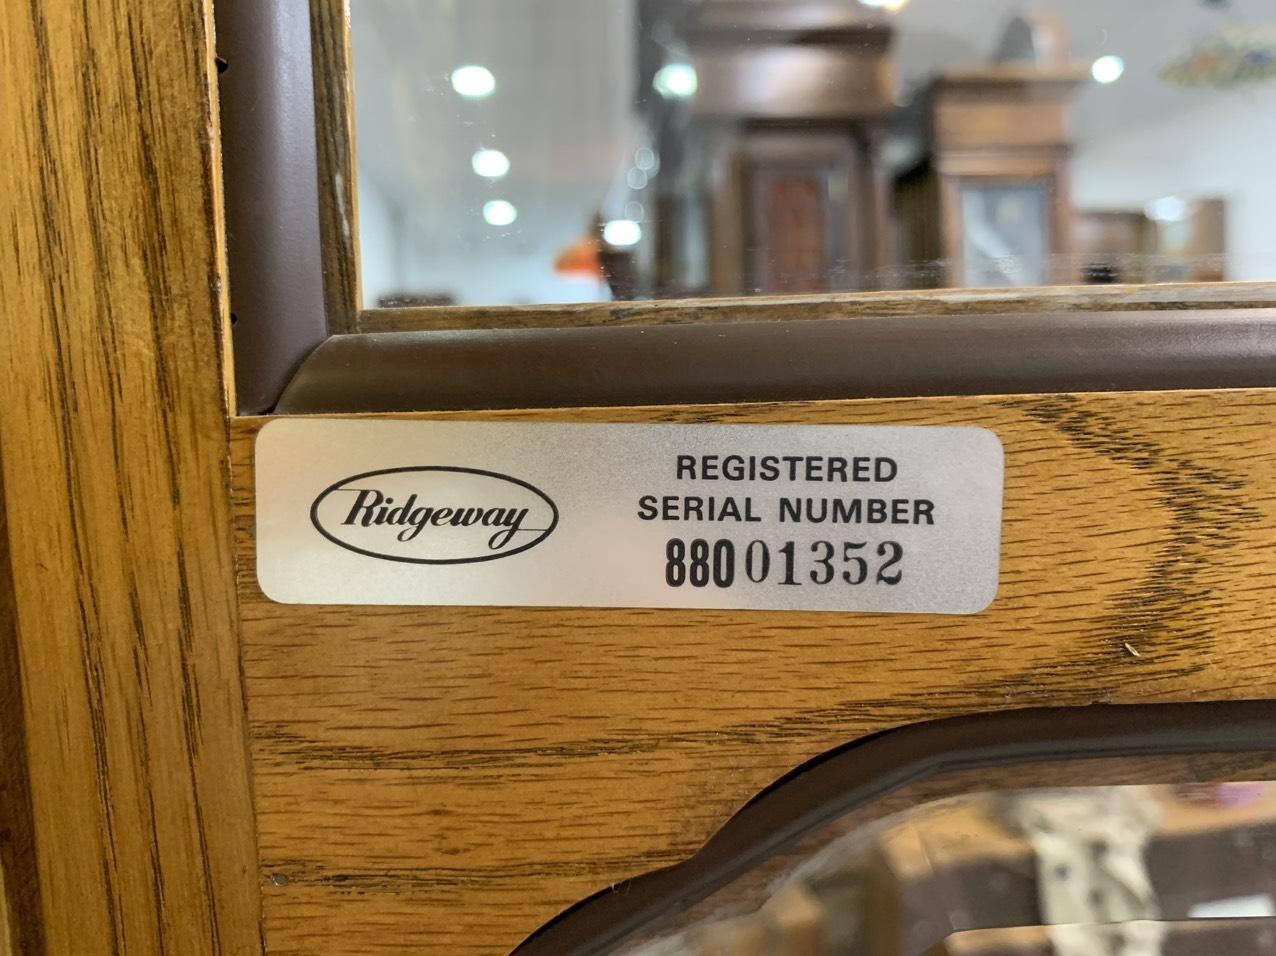 Ridgeway
REGISTERED
SERIAL NUMBER
88001352